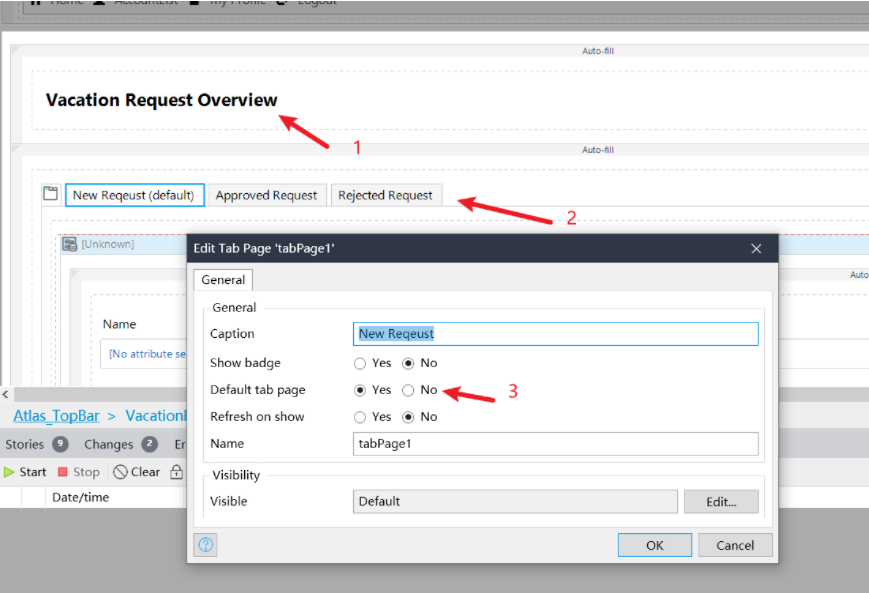 Home AccountList My Profile Logout
Auto-fill
Vacation Request Overview
1
Auto-fill
New Reqeust (default) Approved Request Rejected Request
2
[Unknown]
Edit Tab Page 'tabPage1'
Auto
General
General
Name
Caption New Reqeust
[No attribute se
Show badge Yes No
Default tab page Yes No
3
Refresh on show Yes No
Atlas_TopBar > Vacation
Name tabPage1
Stories 9 Changes 2 Er
Start Stop Clear
Visibility
Date/time
Visible Default Edit...
OK Cancel